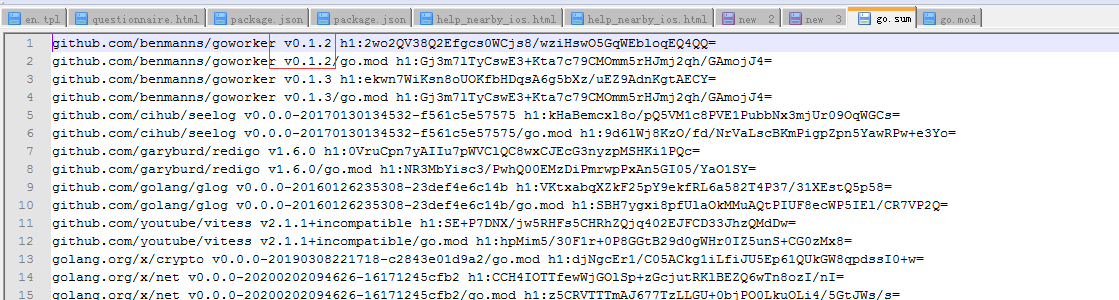 en.tpl questionnaire.html package.json package.json help_nearby_ios.html help_nearby_ios.html new 2 new 3 go.sum go.mod
1 github.com/benmanns/goworker v0.1.2 h1:2wo2QV38Q2Efgcs0WCjs8/wziHswO5GqWEbloqEQ4QQ=
2 github.com/benmanns/goworker v0.1.2/go.mod h1:Gj3m7lTyCswE3+Kta7c79CMOmm5rHJmj2qh/GAmojJ4=
3 github.com/benmanns/goworker v0.1.3 h1:ekwn7WiKsn8oUOKfbHDqsA6g5bXz/uEZ9AdnKgtAECY=
4 github.com/benmanns/goworker v0.1.3/go.mod h1:Gj3m7lTyCswE3+Kta7c79CMOmm5rHJmj2qh/GAmojJ4=
5 github.com/cihub/seelog v0.0.0-20170130134532-f561c5e57575 h1:kHaBemcxl8o/pQ5VM1c8PVE1PubbNx3mjUr09OqWGCs=
6 github.com/cihub/seelog v0.0.0-20170130134532-f561c5e57575/go.mod h1:9d6lWj8KzO/fd/NrVaLscBKmPigpZpn5YawRPw+e3Yo=
7 github.com/garyburd/redigo v1.6.0 h1:0VruCpn7yAIIu7pWVClQC8wxCJEcG3nyzpMSHKi1PQc=
8 github.com/garyburd/redigo v1.6.0/go.mod h1:NR3MbYisc3/PwhQ00EMzDiPmrwpPxAn5GI05/YaO1SY=
9 github.com/golang/glog v0.0.0-20160126235308-23def4e6c14b h1:VKtxabqXZkF25pY9ekfRL6a582T4P37/31XEstQ5p58=
10 github.com/golang/glog v0.0.0-20160126235308-23def4e6c14b/go.mod h1:SBH7ygxi8pfUlaOkMMuAQtPIUF8ecWP5IEl/CR7VP2Q=
11 github.com/youtube/vitess v2.1.1+incompatible h1:SE+P7DNX/jw5RHFs5CHRhZQjq402EJFCD33JhzQMdDw=
12 github.com/youtube/vitess v2.1.1+incompatible/go.mod h1:hpMim5/30F1r+0P8GGtB29d0gWHr0IZ5unS+CG0zMx8=
13 golang.org/x/crypto v0.0.0-20190308221718-c2843e01d9a2/go.mod h1:djNgcEr1/C05ACkg1iLfiJU5Ep61QUkGW8qpdssI0+w=
14 golang.org/x/net v0.0.0-20200202094626-16171245cfb2 h1:CCH4IOTTfewWjGOlSp+zGcjutRKlBEZQ6wTn8ozI/nI=
15 golang.org/x/net v0.0.0-20200202094626-16171245cfb2/go.mod h1:z5CRVTTTmAJ677TzLLGU+0bjPO0LkuOLi4/5GtJWs/s=